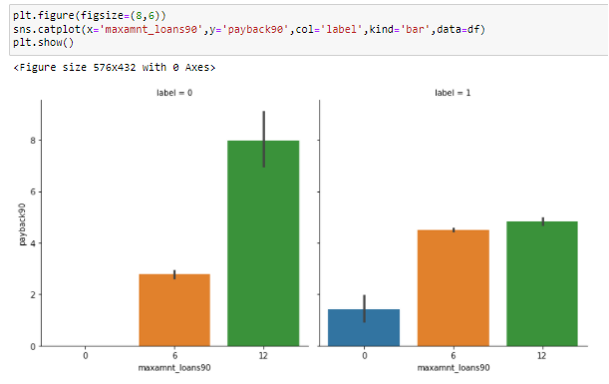 plt.figure(figsize=(8,6))
sns.catplot(x='maxamnt_loans90',y='payback90',col='label',kind='bar',data=df)
plt.show()
<Figure size 576x432 with 0 Axes>
label = 0
label = 1
8
6
4
2
0
payback90
0
6
12
0
6
12
maxamnt_loans90
maxamnt_loans90